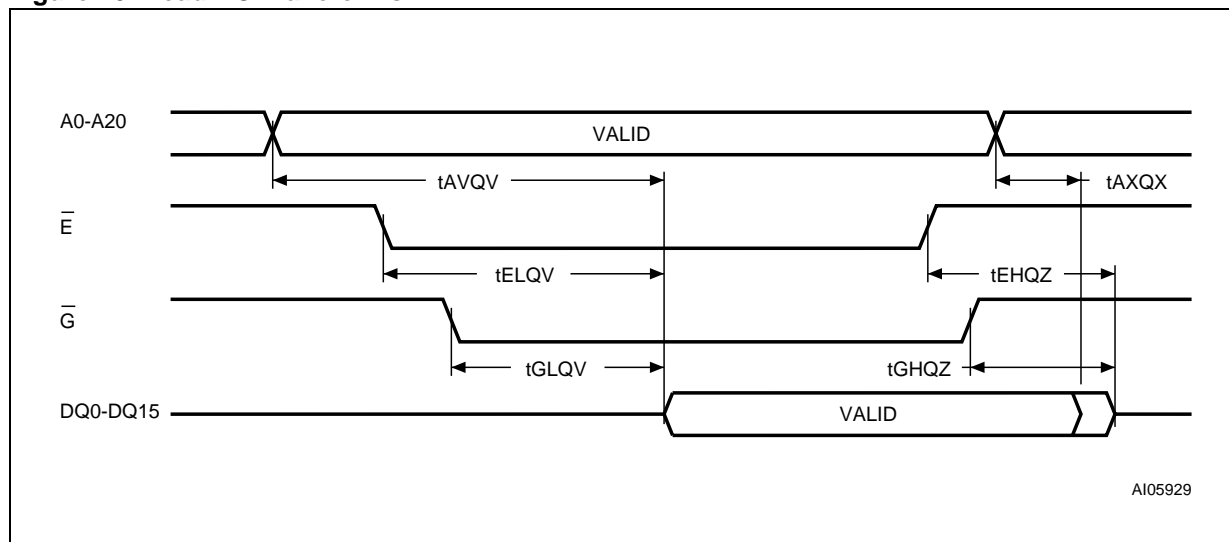 A0-A20
VALID
tAVQV
tAXQX
E
tELQV
tEHQZ
G
tGLQV
tGHQZ
DQ0-DQ15
VALID
AI05929